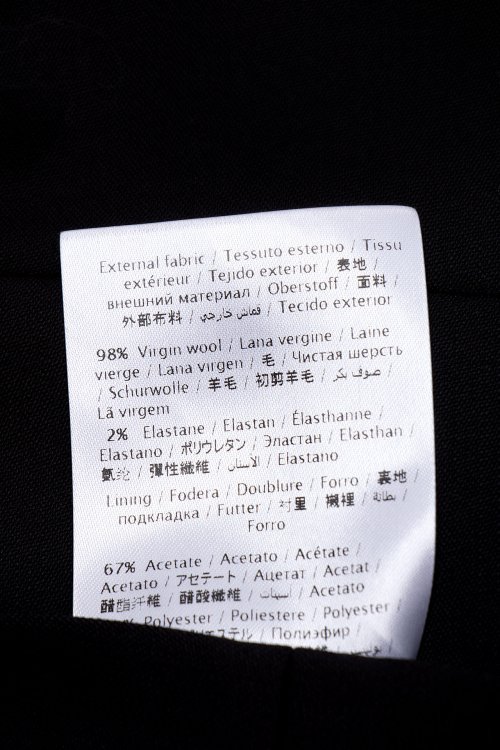 External fabric / Tessuto esterno / Tissu
extérieur / Tejido exterior / 表地 /
внешний материал / Oberstoff / 面料 /
外部布料 / قماش خارجي / Tecido exterior
98% Virgin wool / Lana vergine / Laine
vierge / Lana virgen / 毛 / Чистая шерсть
/ Schurwolle / 羊毛 / 初剪羊毛 / صوف بكر /
Lã virgem
2% Elastane / Elastan / Élasthanne /
Elastano / ポリウレタン / Эластан / Elasthan /
氨纶 / 彈性纖維 / الأستان / Elastano
Lining / Fodera / Doublure / Forro / 裏地 /
подкладка / Futter / 衬里 / 襯裡 / بطانة /
Forro
67% Acetate / Acetato / Acétate /
Acetato / アセテート / Ацетат / Acetat /
醋酯纤维 / 醋酸纖維 / أسيتات / Acetato
% Polyester / Poliestere / Polyester /
エステル / Полиэфир /